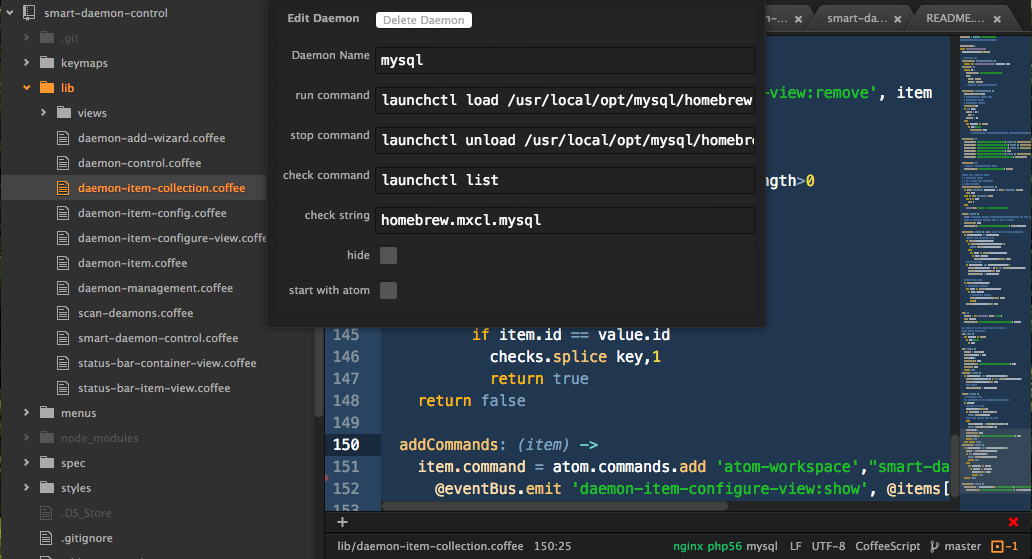 smart-daemon-control
.git
keymaps
lib
views
daemon-add-wizard.coffee
daemon-control.coffee
daemon-item-collection.coffee
daemon-item-config.coffee
daemon-item-configure-view.coffe
daemon-item.coffee
daemon-management.coffee
scan-deamons.coffee
smart-daemon-control.coffee
status-bar-container-view.coffee
status-bar-item-view.coffee
menus
node_modules
spec
styles
.DS_Store
.gitignore
Edit Daemon Delete Daemon
Daemon Name mysql
run command launchctl load /usr/local/opt/mysql/homebrew
stop command launchctl unload /usr/local/opt/mysql/homebre
check command launchctl list
check string homebrew.mxcl.mysql
hide
start with atom
n-... smart-da... README....
-view:remove', item
ngth>0
145 if item.id == value.id
146 checks.splice key,1
147 return true
148 return false
149
150 addCommands: (item) ->
151 item.command = atom.commands.add 'atom-workspace',"smart-da
152 @eventBus.emit 'daemon-item-configure-view:show', @items[
153
+
lib/daemon-item-collection.coffee 150:25 nginx php56 mysql LF UTF-8 CoffeeScript master -1